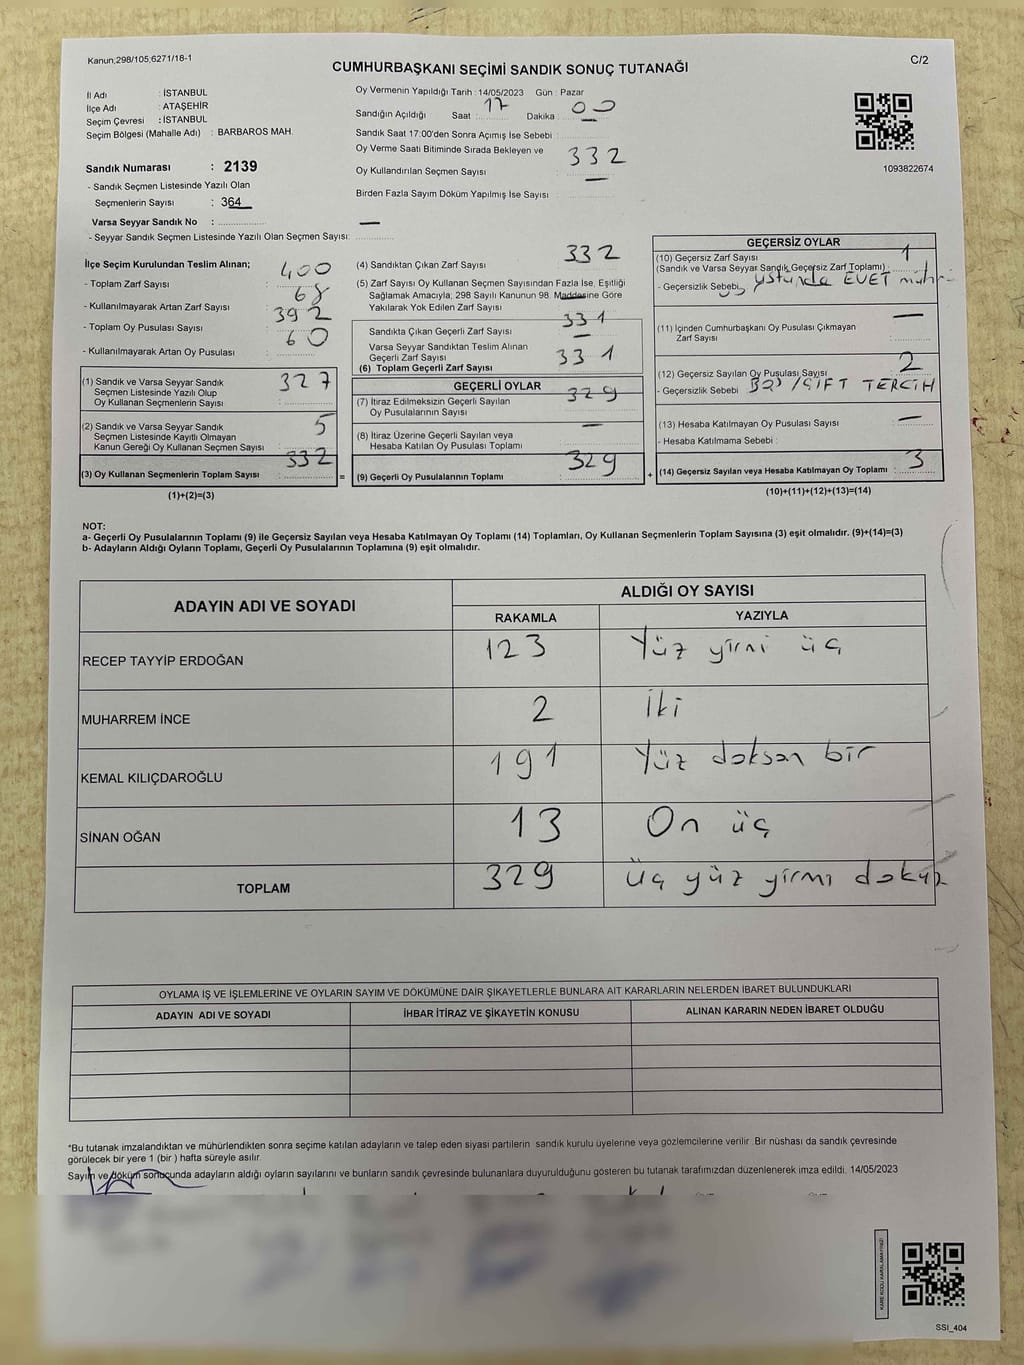 Kanun;298/105;6271/18-1
C/2
CUMHURBAŞKANI SEÇİMİ SANDIK SONUÇ TUTANAĞI
İl Adı : İSTANBUL
İlçe Adı : ATAŞEHİR
Seçim Çevresi : İSTANBUL
Seçim Bölgesi (Mahalle Adı) : BARBAROS MAH.
Sandık Numarası : 2139
- Sandık Seçmen Listesinde Yazılı Olan
Seçmenlerin Sayısı : 364
Varsa Seyyar Sandık No : —
- Seyyar Sandık Seçmen Listesinde Yazılı Olan Seçmen Sayısı:
Oy Vermenin Yapıldığı Tarih : 14/05/2023 Gün : Pazar
Sandığın Açıldığı Saat : 17 Dakika : 00
Sandık Saat 17:00'den Sonra Açımış İse Sebebi : —
Oy Verme Saati Bitiminde Sırada Bekleyen ve
Oy Kullandırılan Seçmen Sayısı : 332
Birden Fazla Sayım Döküm Yapılmış İse Sayısı : —
1093822674
İlçe Seçim Kurulundan Teslim Alınan;
- Toplam Zarf Sayısı : 400
- Kullanılmayarak Artan Zarf Sayısı : 68
- Toplam Oy Pusulası Sayısı : 392
- Kullanılmayarak Artan Oy Pusulası : 60
(1) Sandık ve Varsa Seyyar Sandık
Seçmen Listesinde Yazılı Olup
Oy Kullanan Seçmenlerin Sayısı : 327
(2) Sandık ve Varsa Seyyar Sandık
Seçmen Listesinde Kayıtlı Olmayan
Kanun Gereği Oy Kullanan Seçmen Sayısı : 5
(3) Oy Kullanan Seçmenlerin Toplam Sayısı : 332
(1)+(2)=(3)
(4) Sandıktan Çıkan Zarf Sayısı : 332
(5) Zarf Sayısı Oy Kullanan Seçmen Sayısından Fazla İse, Eşitliği
Sağlamak Amacıyla; 298 Sayılı Kanunun 98. Maddesine Göre
Yakılarak Yok Edilen Zarf Sayısı : —
Sandıkta Çıkan Geçerli Zarf Sayısı : 331
Varsa Seyyar Sandıktan Teslim Alınan
Geçerli Zarf Sayısı : —
(6) Toplam Geçerli Zarf Sayısı : 331
GEÇERLİ OYLAR
(7) İtiraz Edilmeksizin Geçerli Sayılan
Oy Pusulalarının Sayısı : 329
(8) İtiraz Üzerine Geçerli Sayılan veya
Hesaba Katılan Oy Pusulası Toplamı : —
= (9) Geçerli Oy Pusulalarının Toplamı : 329
GEÇERSİZ OYLAR
(10) Geçersiz Zarf Sayısı
(Sandık ve Varsa Seyyar Sandık Geçersiz Zarf Toplamı) : 1
- Geçersizlik Sebebi : üstünde EVET
(11) İçinden Cumhurbaşkanı Oy Pusulası Çıkmayan
Zarf Sayısı : —
(12) Geçersiz Sayılan Oy Pusulası Sayısı : 2
- Geçersizlik Sebebi ÇİFT TERCİH
(13) Hesaba Katılmayan Oy Pusulası Sayısı : —
- Hesaba Katılmama Sebebi :
+ (14) Geçersiz Sayılan veya Hesaba Katılmayan Oy Toplamı : 3
(10)+(11)+(12)+(13)=(14)
NOT:
a- Geçerli Oy Pusulalarının Toplamı (9) ile Geçersiz Sayılan veya Hesaba Katılmayan Oy Toplamı (14) Toplamları, Oy Kullanan Seçmenlerin Toplam Sayısına (3) eşit olmalıdır. (9)+(14)=(3)
b- Adayların Aldığı Oyların Toplamı, Geçerli Oy Pusulalarının Toplamına (9) eşit olmalıdır.
ADAYIN ADI VE SOYADI
ALDIĞI OY SAYISI
RAKAMLA YAZIYLA
RECEP TAYYİP ERDOĞAN 123 Yüz yirmi üç
MUHARREM İNCE 2 İki
KEMAL KILIÇDAROĞLU 191 Yüz doksan bir
SİNAN OĞAN 13 On üç
TOPLAM 329 Üç yüz yirmi dokuz
OYLAMA İŞ VE İŞLEMLERİNE VE OYLARIN SAYIM VE DÖKÜMÜNE DAİR ŞİKAYETLERLE BUNLARA AİT KARARLARIN NELERDEN İBARET BULUNDUKLARI
ADAYIN ADI VE SOYADI İHBAR İTİRAZ VE ŞİKAYETİN KONUSU ALINAN KARARIN NEDEN İBARET OLDUĞU
*Bu tutanak imzalandıktan ve mühürlendikten sonra seçime katılan adayların ve talep eden siyasi partilerin sandık kurulu üyelerine veya gözlemcilerine verilir. Bir nüshası da sandık çevresinde
görülecek bir yere 1 (bir) hafta süreyle asılır.
Sayım ve döküm sonucunda adayların aldığı oyların sayılarını ve bunların sandık çevresinde bulunanlara duyurulduğunu gösteren bu tutanak tarafımızdan düzenlenerek imza edildi. 14/05/2023
KARE KODU KARALAMAYINIZ!
SSI_404